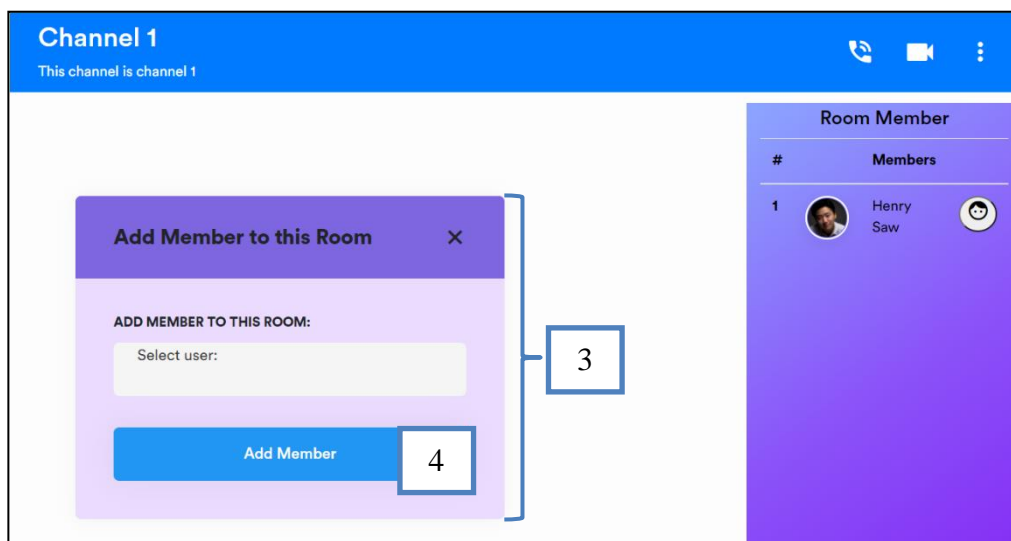 Channel 1
This channel is channel 1
Room Member
# Members
1 Henry
Saw
Add Member to this Room
ADD MEMBER TO THIS ROOM:
Select user:
Add Member
3
4